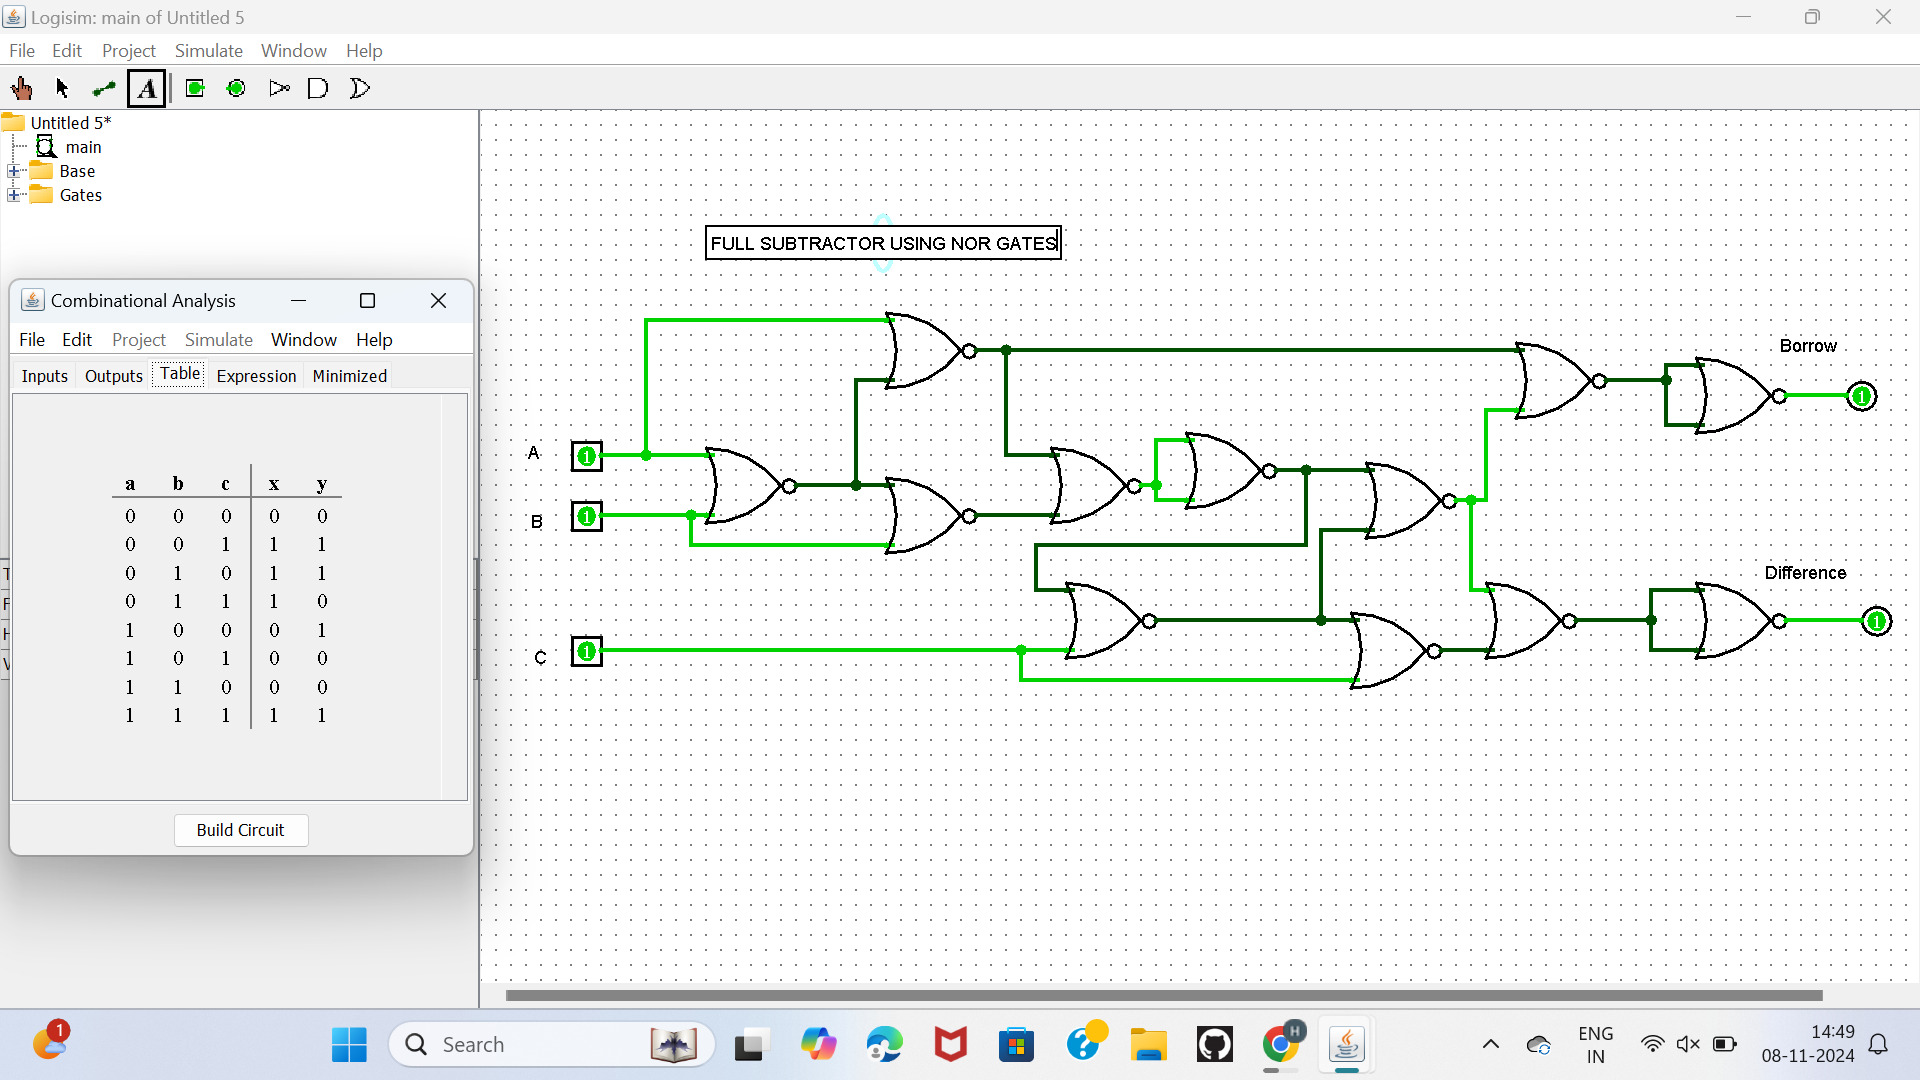 Logisim: main of Untitled 5
File Edit Project Simulate Window Help
A
Untitled 5*
main
Base
Gates
FULL SUBTRACTOR USING NOR GATES
Combinational Analysis
File Edit Project Simulate Window Help
Inputs Outputs Table Expression Minimized
a b c x y
0 0 0 0 0
0 0 1 1 1
0 1 0 1 1
0 1 1 1 0
1 0 0 0 1
1 0 1 0 0
1 1 0 0 0
1 1 1 1 1
Build Circuit
A 1
B 1
C 1
Borrow
1
Difference
1
1
Search
H
ENG
IN
14:49
08-11-2024